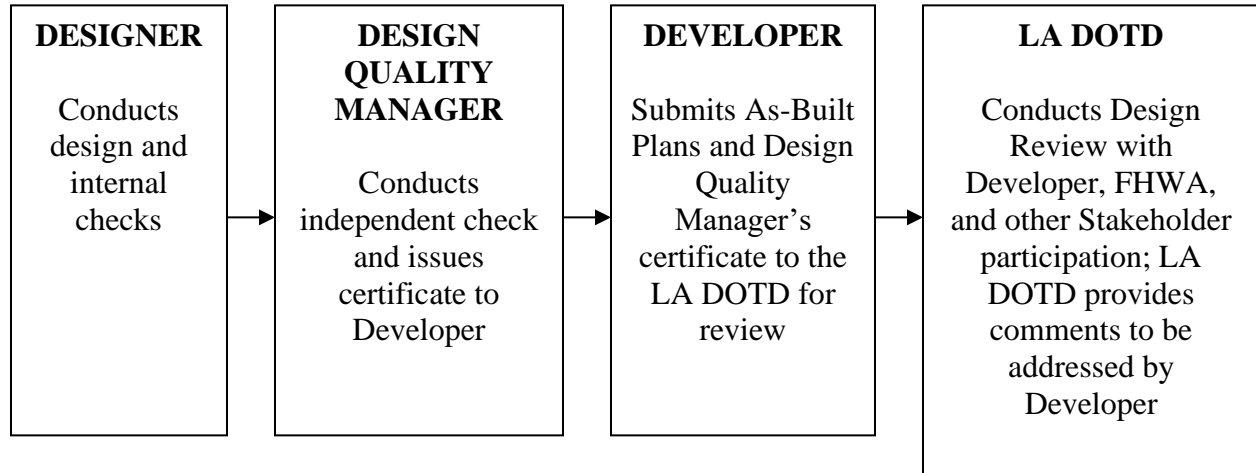 DESIGNER
Conducts
design and
internal
checks
DESIGN
QUALITY
MANAGER
Conducts
independent check
and issues
certificate to
Developer
DEVELOPER
Submits As-Built
Plans and Design
Quality
Manager’s
certificate to the
LA DOTD for
review
LA DOTD
Conducts Design
Review with
Developer, FHWA,
and other Stakeholder
participation; LA
DOTD provides
comments to be
addressed by
Developer